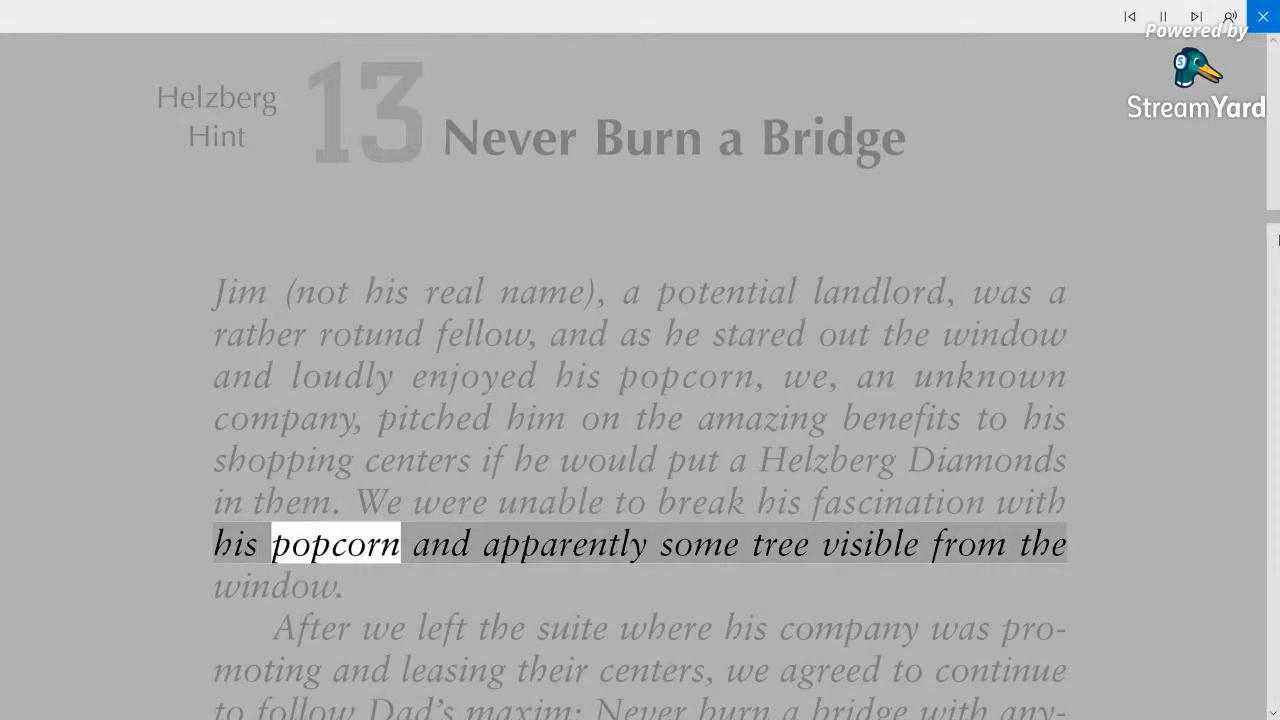 Powered by
StreamYard
Helzberg
Hint
13 Never Burn a Bridge
Jim (not his real name), a potential landlord, was a
rather rotund fellow, and as he stared out the window
and loudly enjoyed his popcorn, we, an unknown
company, pitched him on the amazing benefits to his
shopping centers if he would put a Helzberg Diamonds
in them. We were unable to break his fascination with
his popcorn and apparently some tree visible from the
window.
After we left the suite where his company was pro-
moting and leasing their centers, we agreed to continue
to follow Dad's maxim: Never burn a bridge with any-